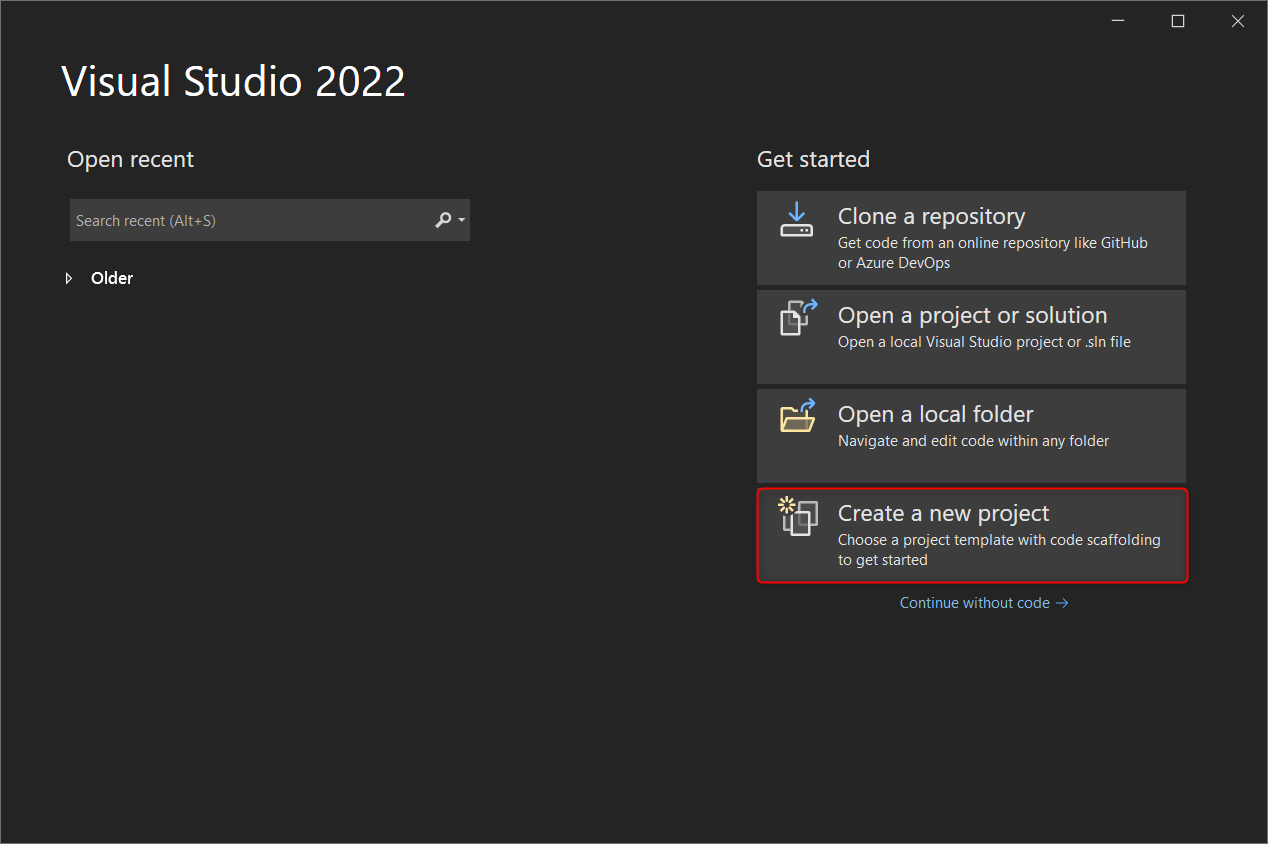 Visual Studio 2022
Open recent
Search recent (Alt+S)
Older
Get started
Clone a repository
Get code from an online repository like GitHub
or Azure DevOps
Open a project or solution
Open a local Visual Studio project or .sln file
Open a local folder
Navigate and edit code within any folder
Create a new project
Choose a project template with code scaffolding
to get started
Continue without code →